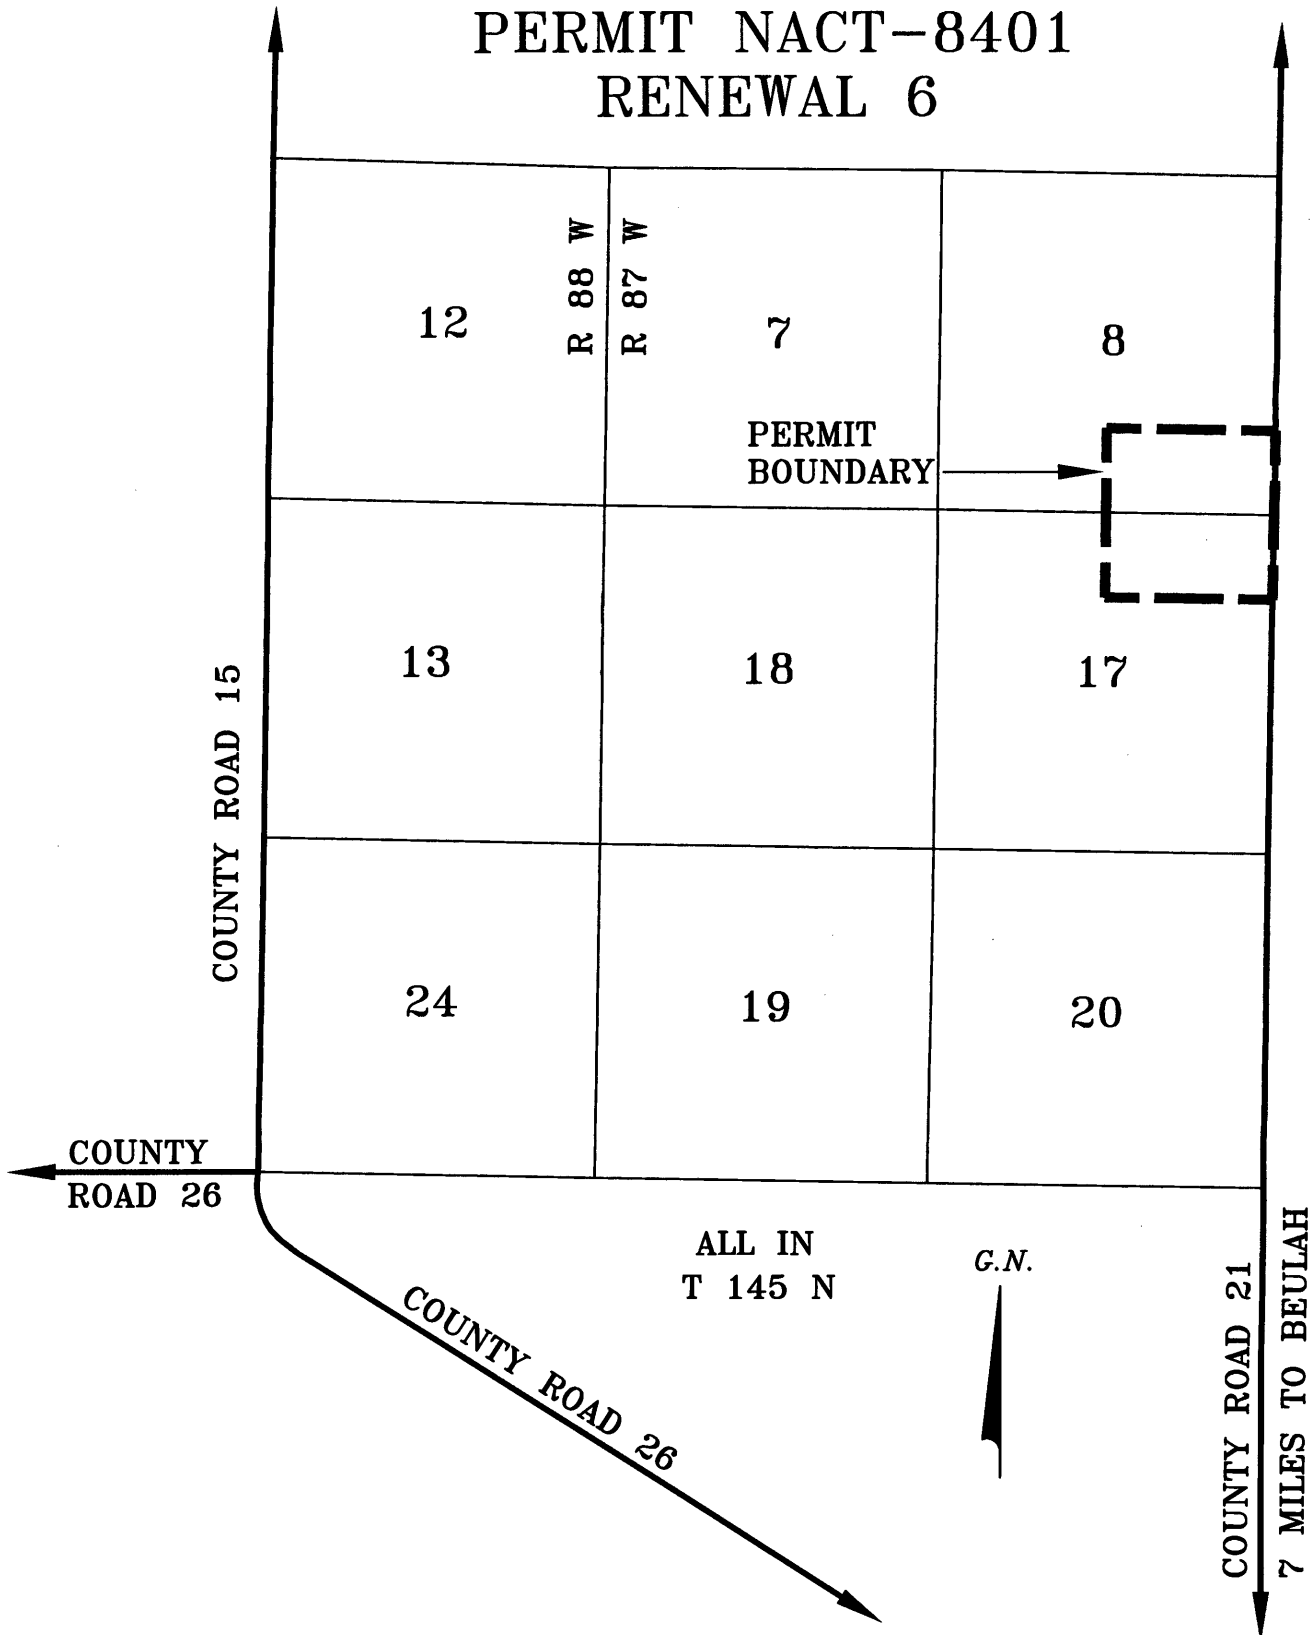 PERMIT NACT-8401
RENEWAL 6
R 88 W
R 87 W
12
7
8
PERMIT
BOUNDARY
13
18
17
COUNTY ROAD 15
24
19
20
COUNTY
ROAD 26
ALL IN
T 145 N
G.N.
COUNTY ROAD 26
COUNTY ROAD 21
7 MILES TO BEULAH